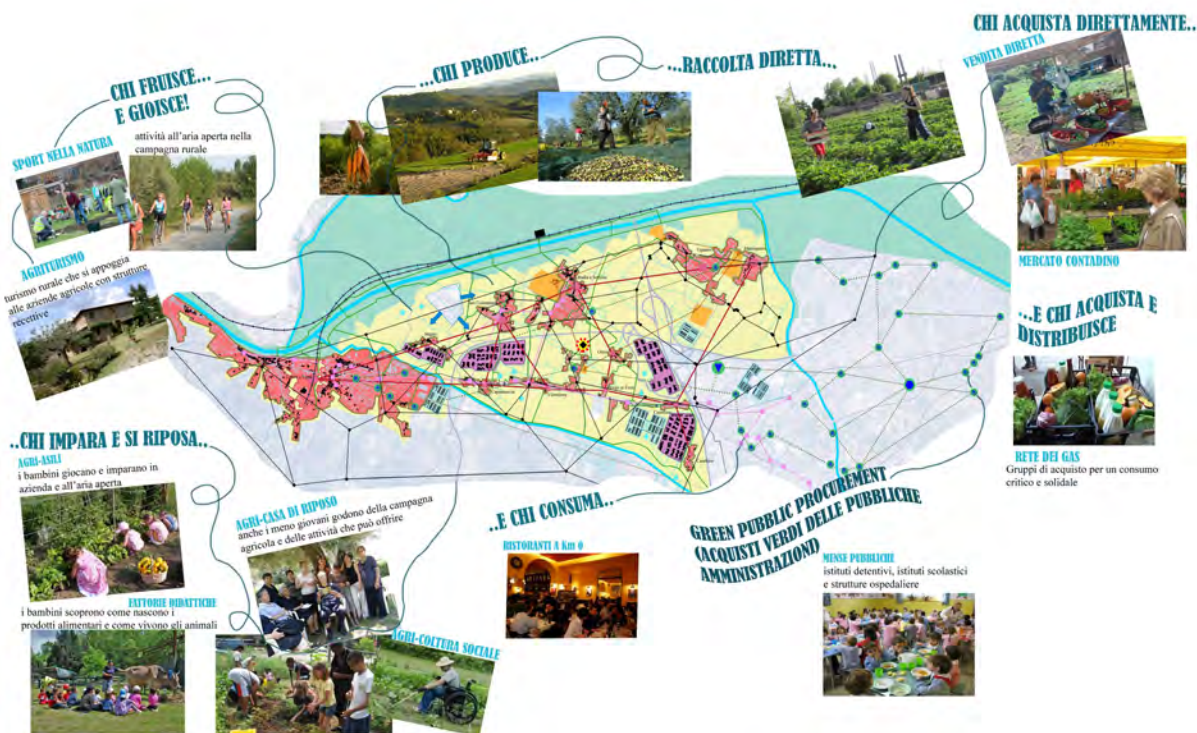 CHI FRUISCE...
E GIOISCE!
attività all'aria aperta nella
campagna rurale
SPORT NELLA NATURA
AGRITURISMO
turismo rurale che si appoggia
alle aziende agricole con strutture
recettive
...CHI PRODUCE...
...RACCOLTA DIRETTA...
CHI ACQUISTA DIRETTAMENTE..
VENDITA DIRETTA
MERCATO CONTADINO
...E CHI ACQUISTA E
DISTRIBUISCE
RETE DEI GAS
Gruppi di acquisto per un consumo
critico e solidale
..CHI IMPARA E SI RIPOSA..
AGRI-ASILI
i bambini giocano e imparano in
azienda e all'aria aperta
FATTORIE DIDATTICHE
i bambini scoprono come nascono i
prodotti alimentari e come vivono gli animali
AGRI-CASA DI RIPOSO
anche i meno giovani godono della campagna
agricola e delle attività che può offrire
AGRI-COLTURA SOCIALE
..E CHI CONSUMA..
RISTORANTI A Km 0
GREEN PUBBLIC PROCUREMENT
(ACQUISTI VERDI DELLE PUBBLICHE
AMMINISTRAZIONI)
MENSE PUBBLICHE
istituti detentivi, istituti scolastici
e strutture ospedaliere